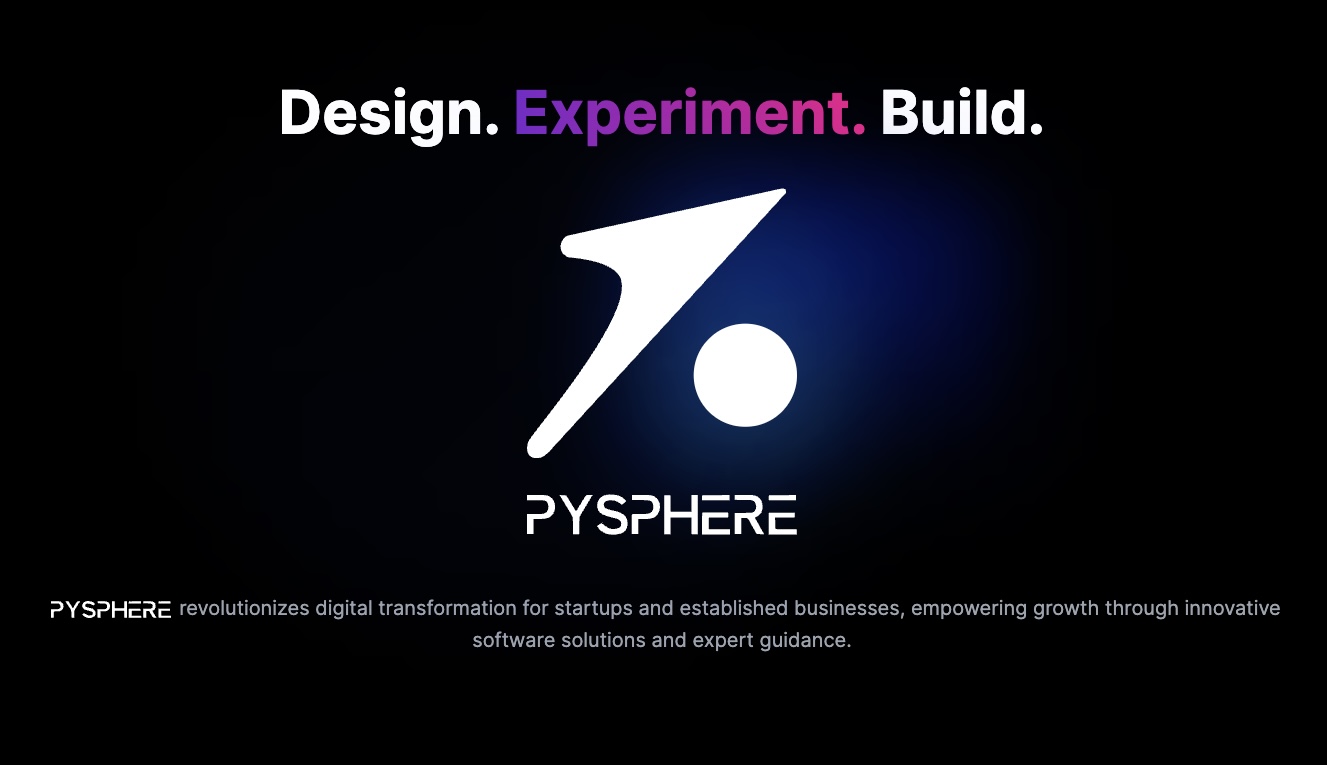 Design. Experiment. Build.
PYSPHERE
PYSPHERE revolutionizes digital transformation for startups and established businesses, empowering growth through innovative
software solutions and expert guidance.